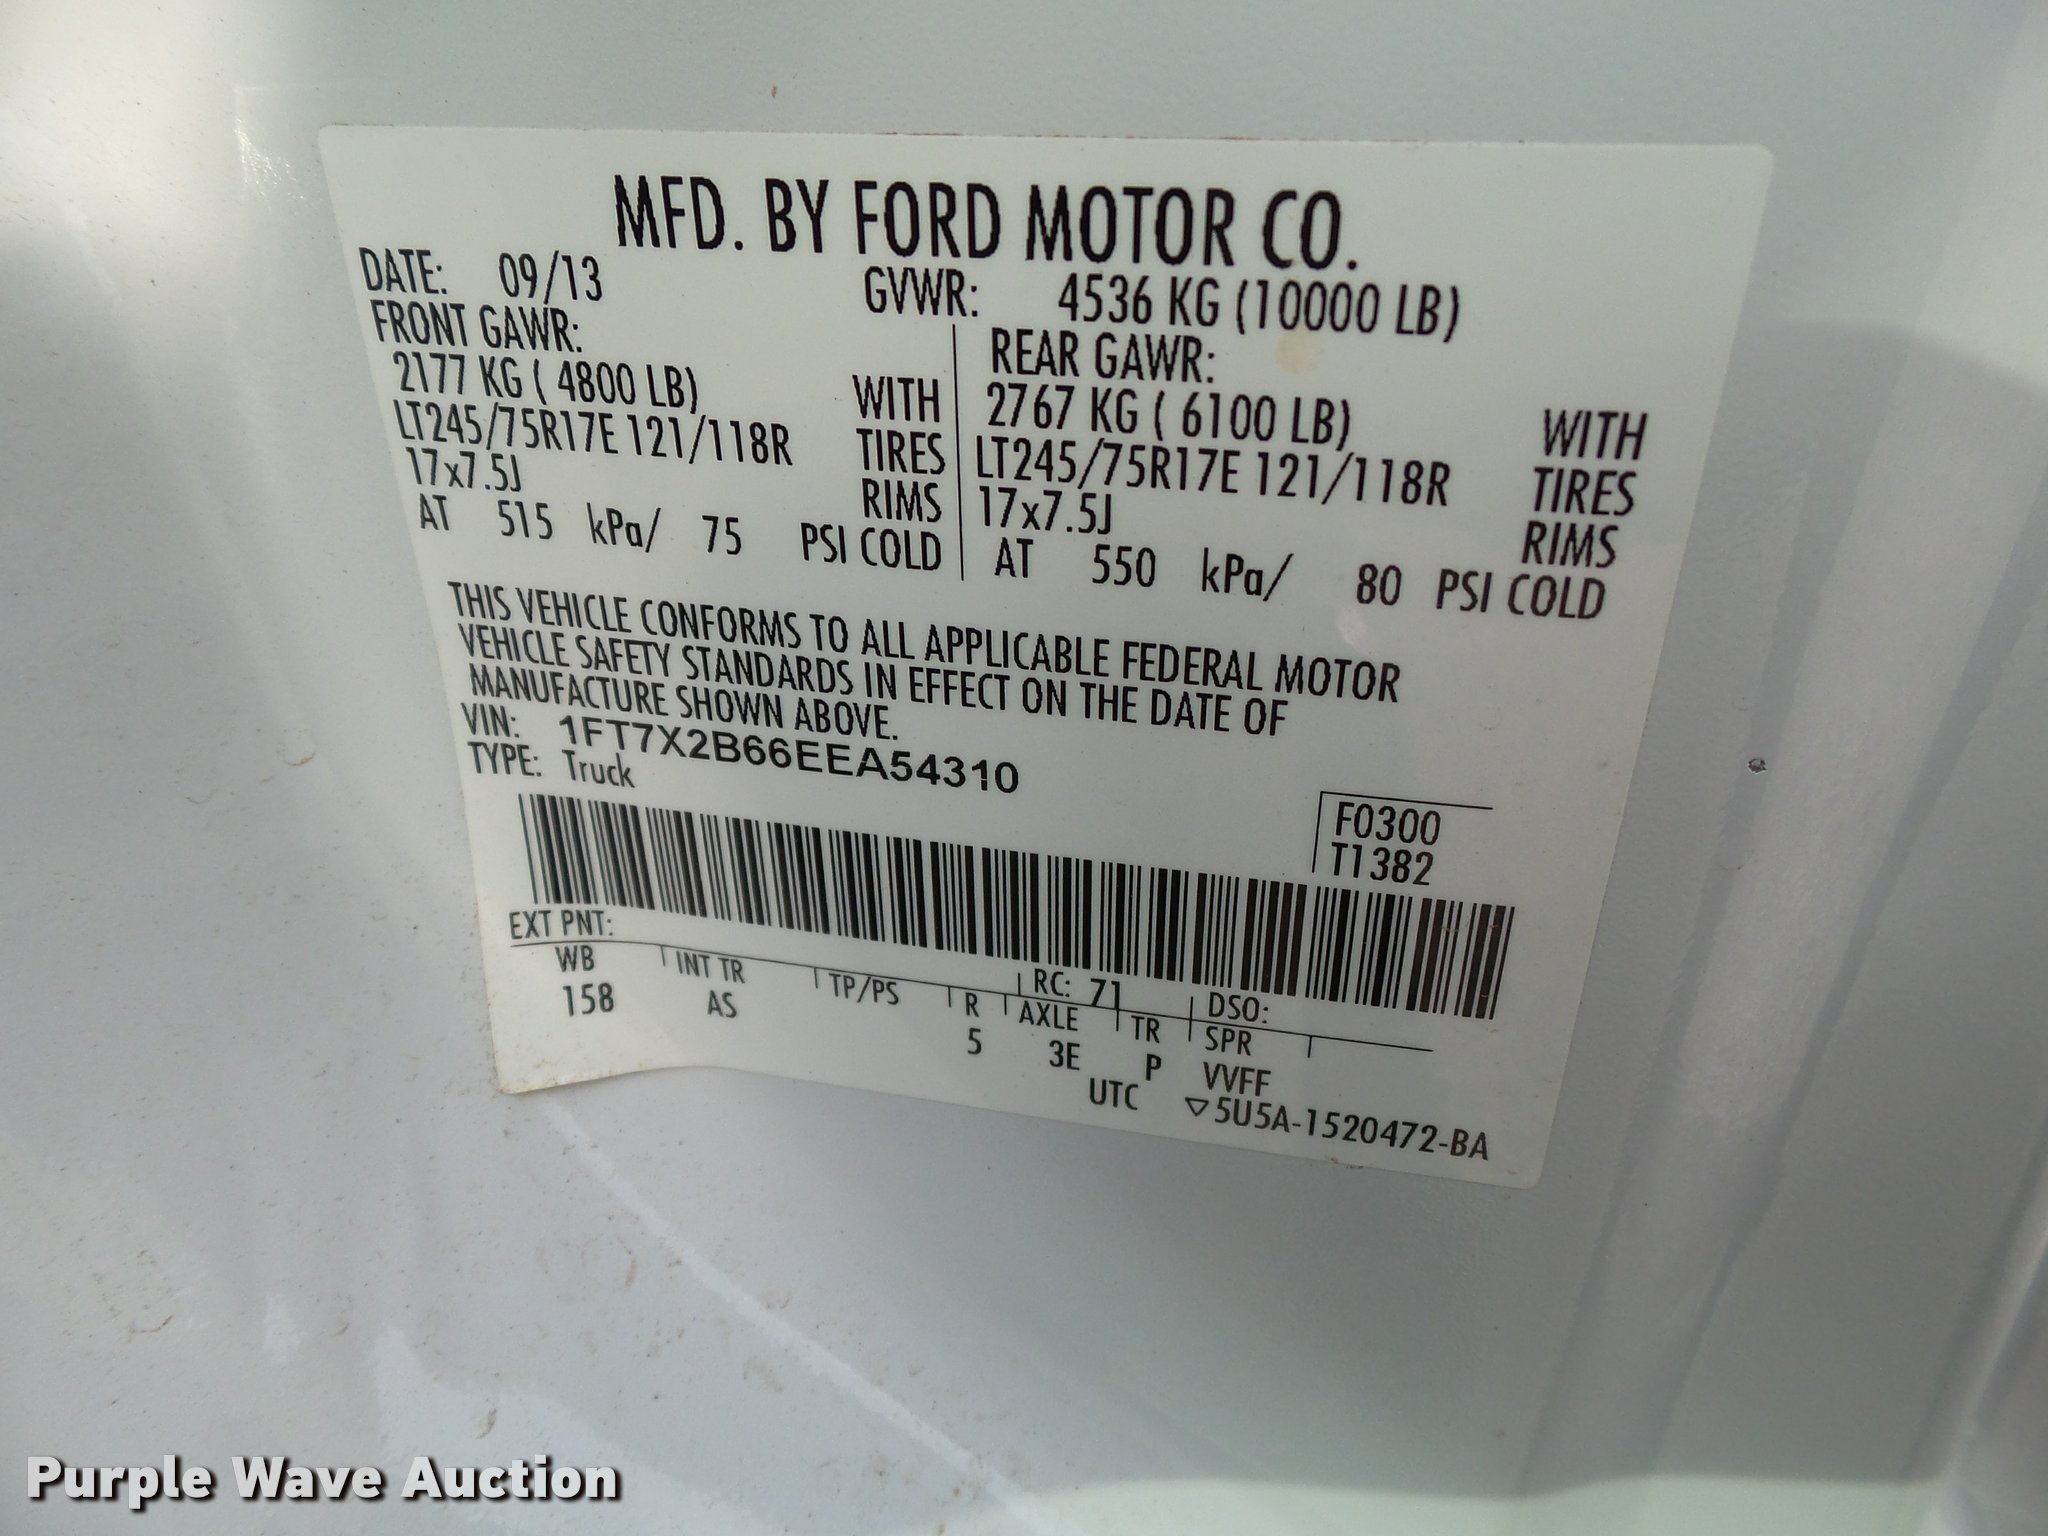 MFD. BY FORD MOTOR CO.
DATE: 09/13 GVWR: 4536 KG (10000 LB)
FRONT GAWR: REAR GAWR:
2177 KG ( 4800 LB) WITH 2767 KG ( 6100 LB) WITH
LT245/75R17E 121/118R TIRES LT245/75R17E 121/118R TIRES
17x7.5J RIMS 17x7.5J RIMS
AT 515 kPa/ 75 PSI COLD AT 550 kPa/ 80 PSI COLD
THIS VEHICLE CONFORMS TO ALL APPLICABLE FEDERAL MOTOR
VEHICLE SAFETY STANDARDS IN EFFECT ON THE DATE OF
MANUFACTURE SHOWN ABOVE.
VIN: 1FT7X2B66EEA54310
TYPE: Truck
F0300
T1382
EXT PNT: RC: 71 DSO:
WB INT TR TP/PS R AXLE TR SPR
158 AS 5 3E P VVFF
UTC ▽5U5A-1520472-BA
Purple Wave Auction